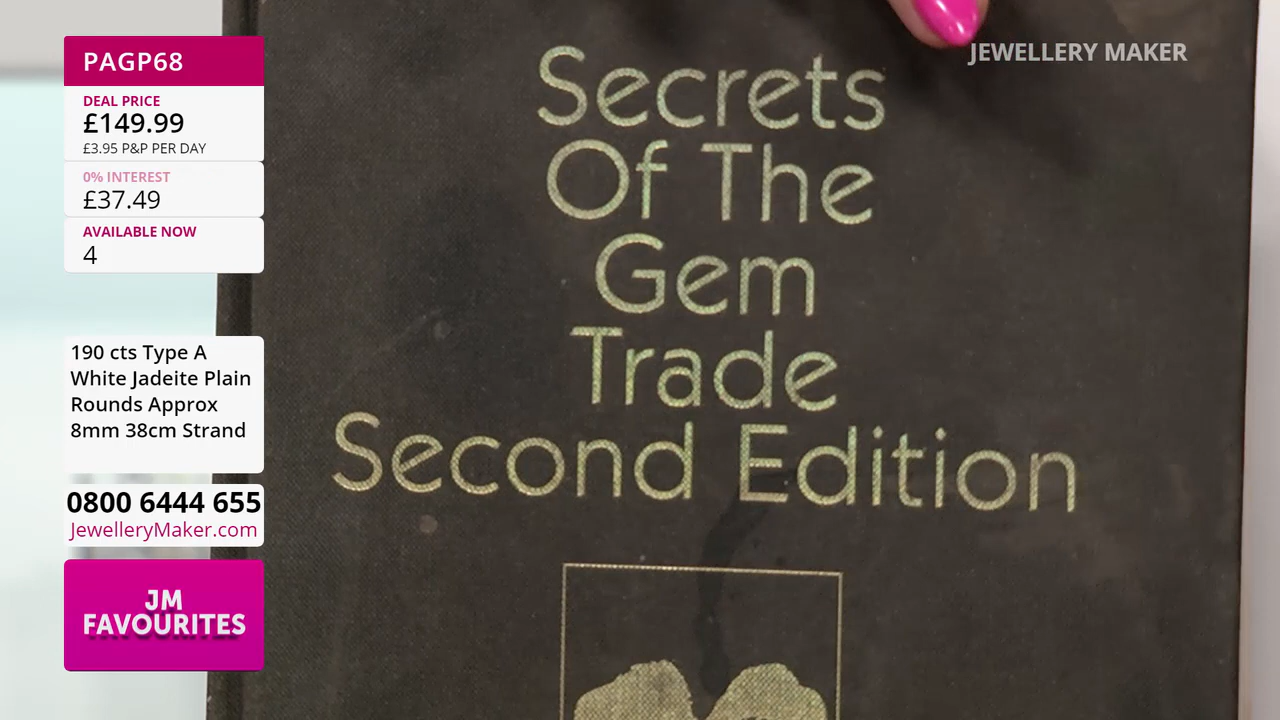 PAGP68
DEAL PRICE
£149.99
£3.95 P&P PER DAY
0% INTEREST
£37.49
AVAILABLE NOW
4
190 cts Type A
White Jadeite Plain
Rounds Approx
8mm 38cm Strand
0800 6444 655
JewelleryMaker.com
JM
FAVOURITES
JEWELLERY MAKER
Secrets
Of The
Gem
Trade
Second Edition